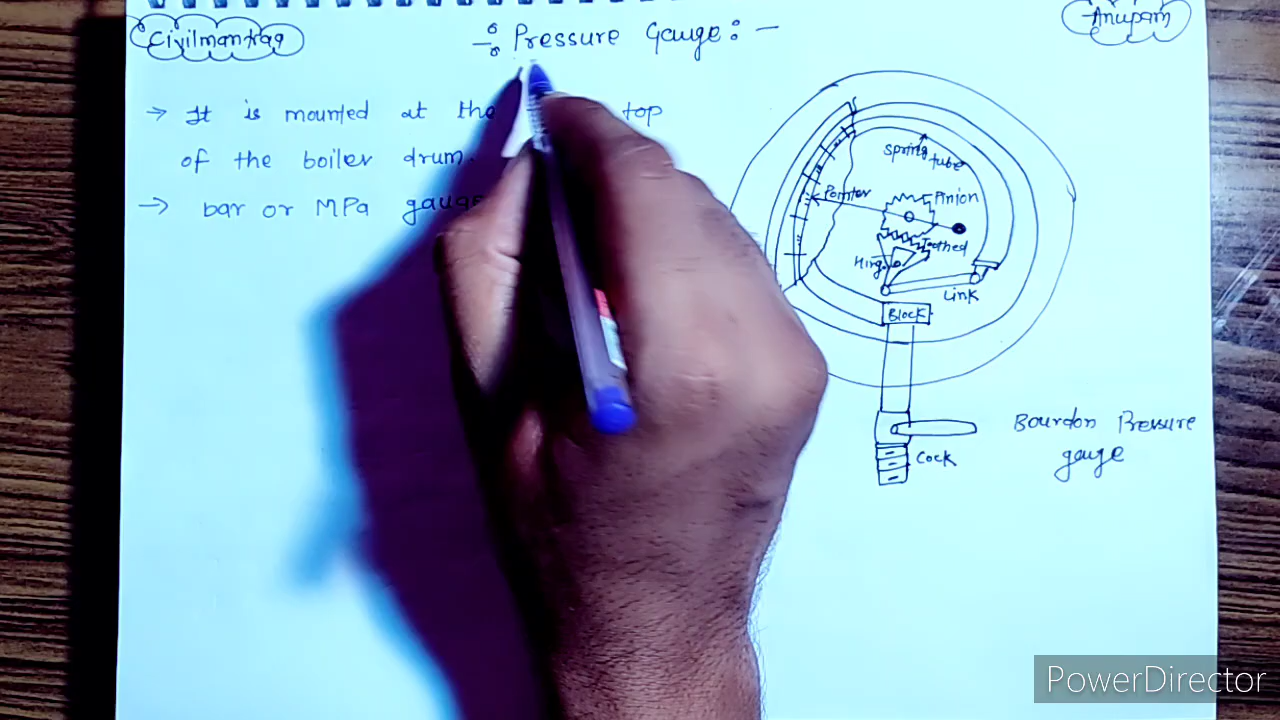 Civilmantraa
Pressure Gauge : -
Anupam
→ It is mounted at the top
of the boiler drum.
→ bar or MPa gauge
Spring tube
Pointer
Pinion
Toothed
Hinge
Link
Block
Cock
Bourdon Pressure
gauge
PowerDirector